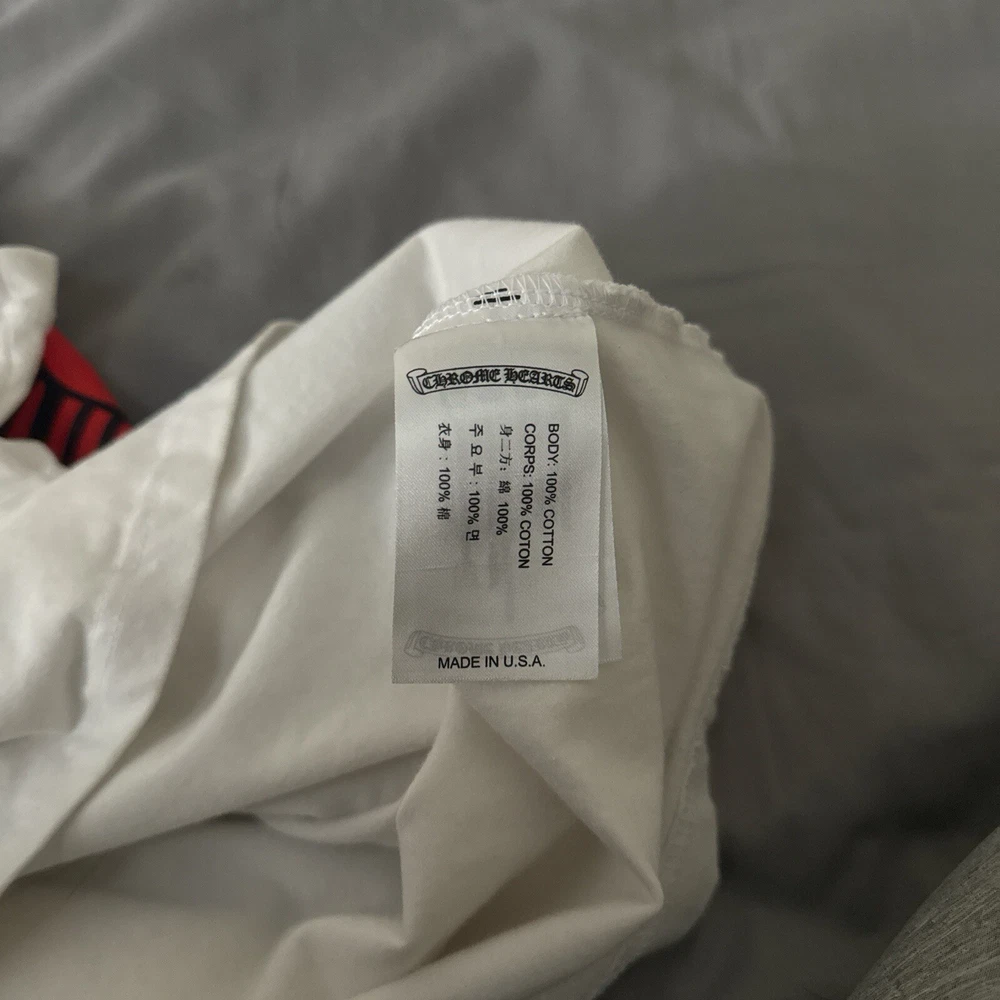 CHROME HEARTS
BODY: 100% COTTON
CORPS: 100% COTON
身二方: 綿 100%
주 요 부 : 100% 면
衣身 : 100% 棉
MADE IN U.S.A.